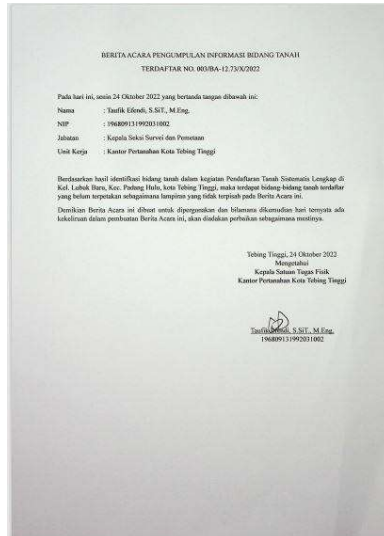 BERITA ACARA PENGUMPULAN INFORMASI BIDANG TANAH
TERDAFTAR NO. 003/BA-12.73/X/2022
Pada hari ini, senin 24 Oktober 2022 yang bertanda tangan dibawah ini:
Nama : Taufik Efendi, S.SiT., M.Eng.
NIP : 196809131992031002
Jabatan : Kepala Seksi Survei dan Pemetaan
Unit Kerja : Kantor Pertanahan Kota Tebing Tinggi
Berdasarkan hasil identifikasi bidang tanah dalam kegiatan Pendaftaran Tanah Sistematis Lengkap di
Kel. Lubuk Baru, Kec. Padang Hulu, kota Tebing Tinggi, maka terdapat bidang-bidang tanah terdaftar
yang belum terpetakan sebagaimana lampiran yang tidak terpisah pada Berita Acara ini.
Demikian Berita Acara ini dibuat untuk dipergunakan dan bilamana dikemudian hari ternyata ada
kekeliruan dalam pembuatan Berita Acara ini, akan diadakan perbaikan sebagaimana mestinya.
Tebing Tinggi, 24 Oktober 2022
Mengetahui
Kepala Satuan Tugas Fisik
Kantor Pertanahan Kota Tebing Tinggi
Taufik Efendi, S.SiT., M.Eng.
196809131992031002